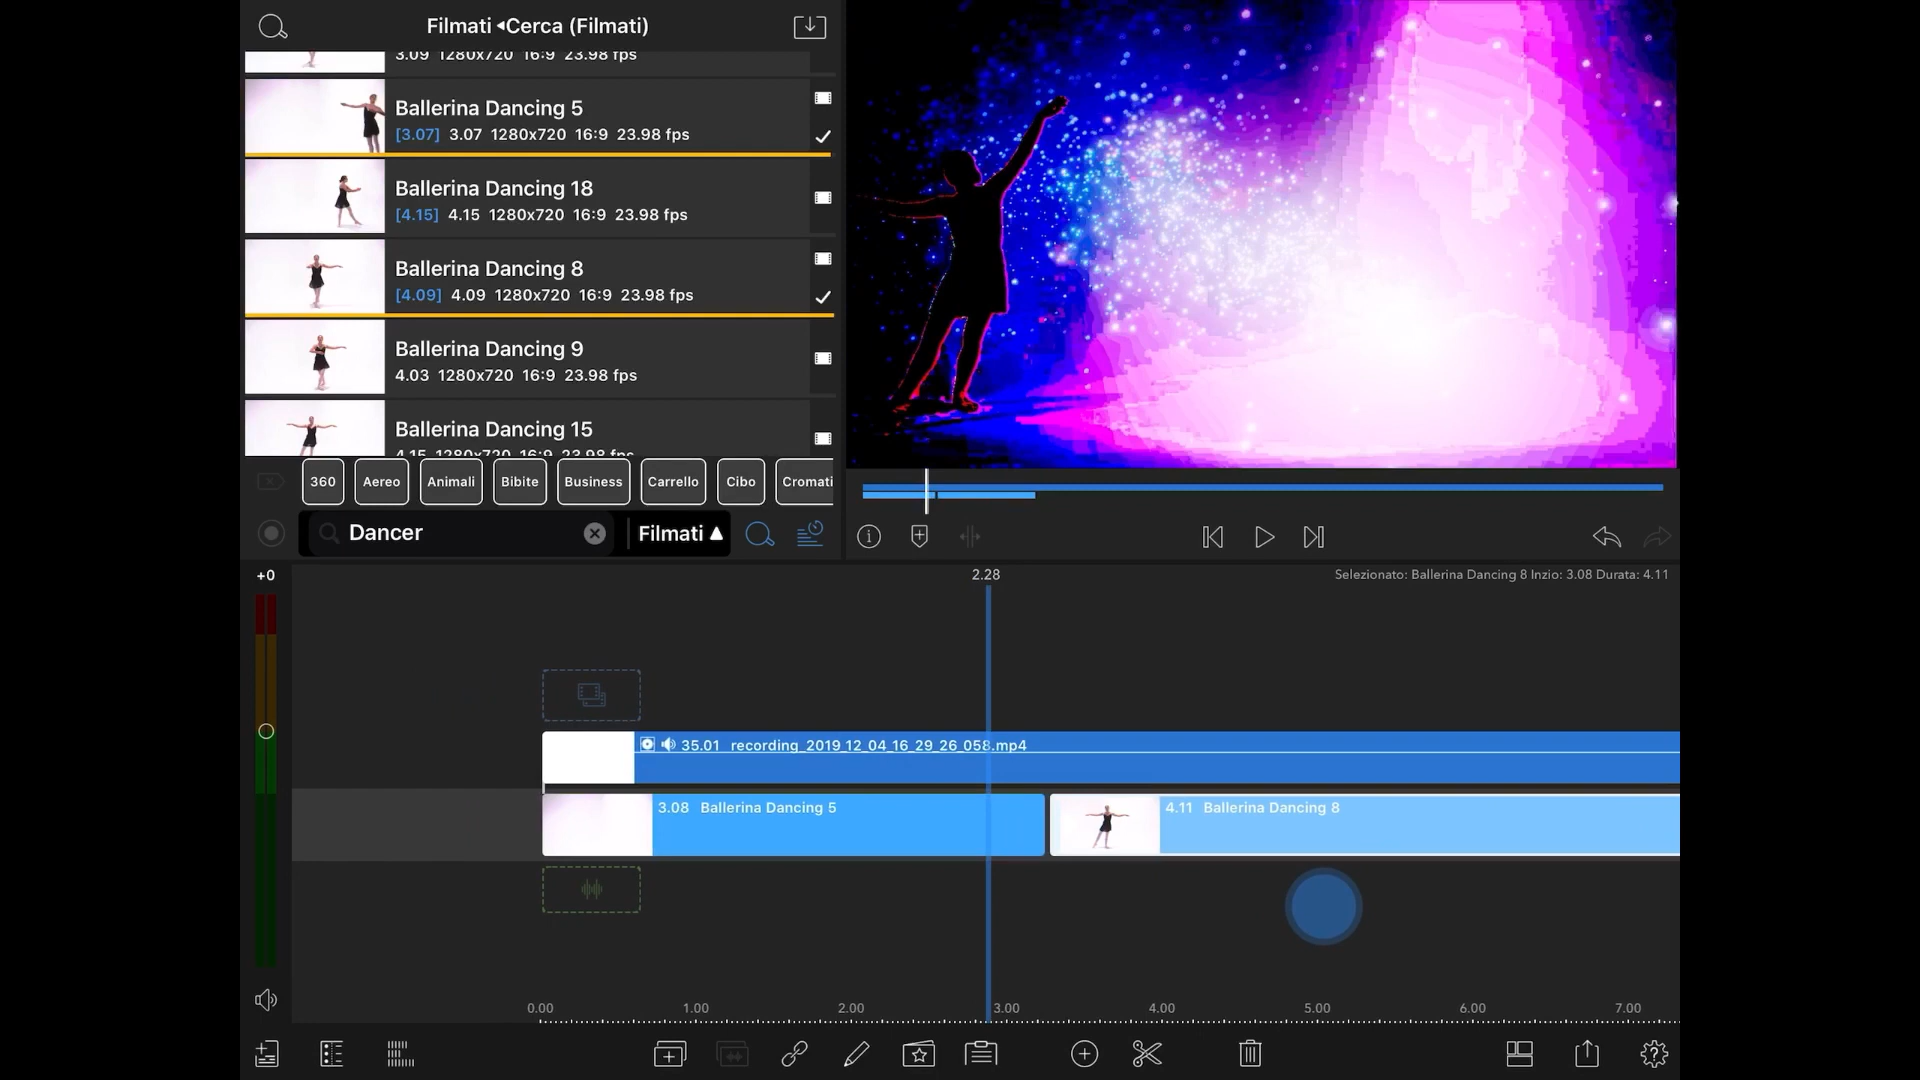 Filmati ◂Cerca (Filmati)
3.09 1280x720 16:9 23.98 fps
Ballerina Dancing 5
[3.07] 3.07 1280x720 16:9 23.98 fps
Ballerina Dancing 18
[4.15] 4.15 1280x720 16:9 23.98 fps
Ballerina Dancing 8
[4.09] 4.09 1280x720 16:9 23.98 fps
Ballerina Dancing 9
4.03 1280x720 16:9 23.98 fps
Ballerina Dancing 15
4.15 1280x720 16:9 23.98 fps
360 Aereo Animali Bibite Business Carrello Cibo Cromati
Dancer Filmati ▲
+0
2.28
Selezionato: Ballerina Dancing 8 Inzio: 3.08 Durata: 4.11
35.01 recording_2019_12_04_16_29_26_058.mp4
3.08 Ballerina Dancing 5
4.11 Ballerina Dancing 8
0.00 1.00 2.00 3.00 4.00 5.00 6.00 7.00